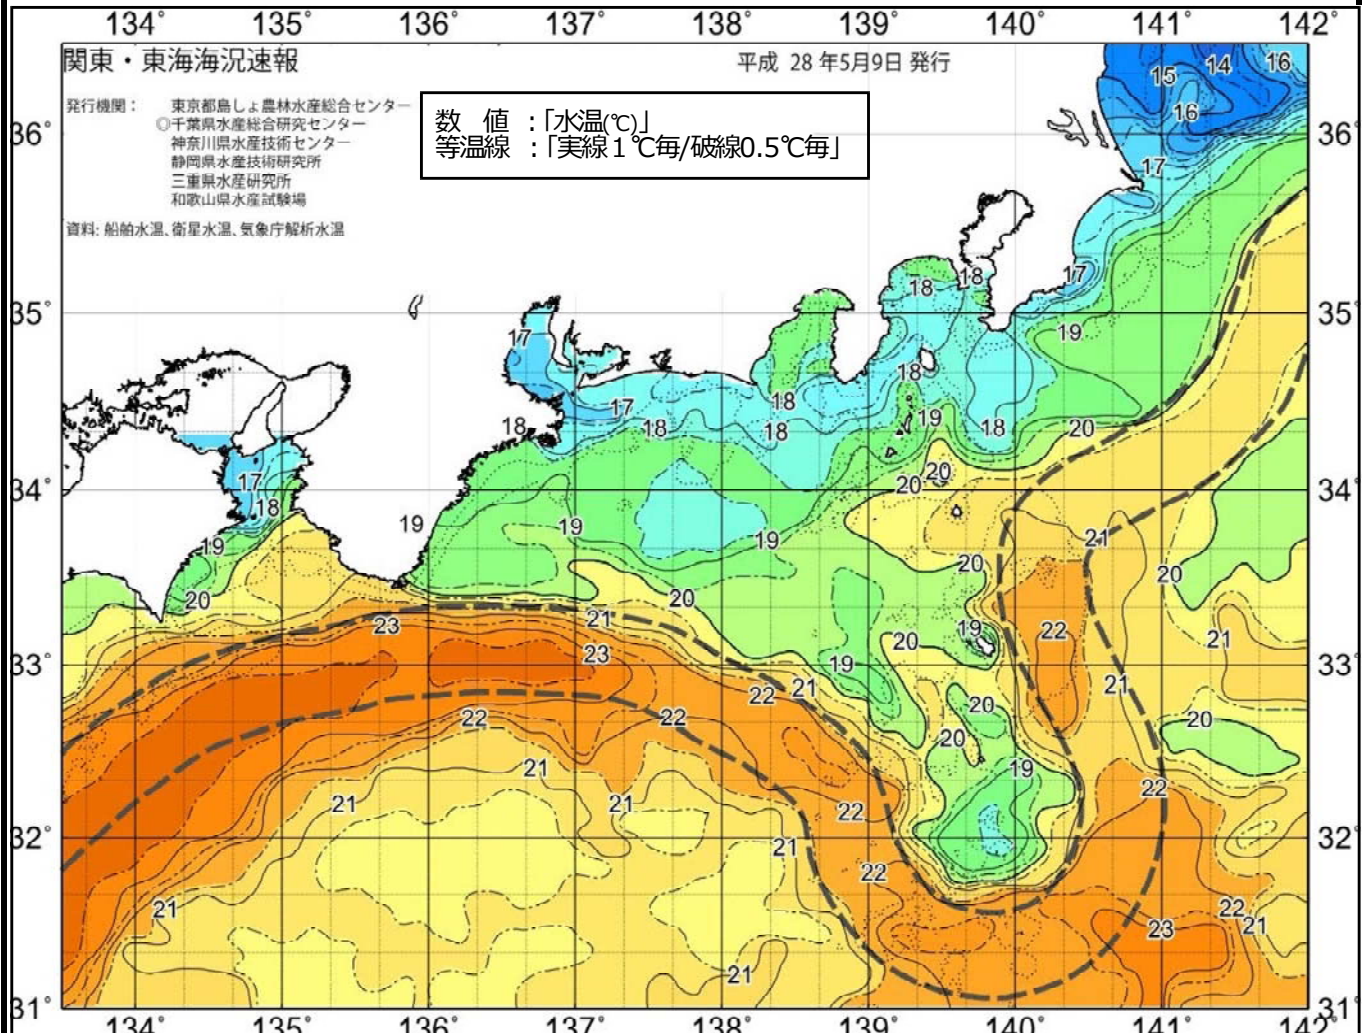 134° 135° 136° 137° 138° 139° 140° 141° 142°
関東・東海海況速報
平成 28 年5月9日 発行
発行機関: 東京都島しょ農林水産総合センター
◎千葉県水産総合研究センター
神奈川県水産技術センター
静岡県水産技術研究所
三重県水産研究所
和歌山県水産試験場
資料: 船舶水温、衛星水温、気象庁解析水温
数 値 :「水温(℃)」
等温線 :「実線1℃毎/破線0.5℃毎」
15 14 16
16
36° 36°
17
18 18 17
35° 35°
17 19
18
17 18
18 18 18 19 18 20
20
17 20
34° 34°
18
19 19 19 21
19 20 20
20 20 21
23 19 22 21
20
23 19
33° 33°
22 21 21
22 22 20 20
20
21 19
21 21 22 22
32° 32°
21
22
21 22
23 21
21
31° 31°
134° 135° 136° 137° 138° 139° 140° 141° 142°